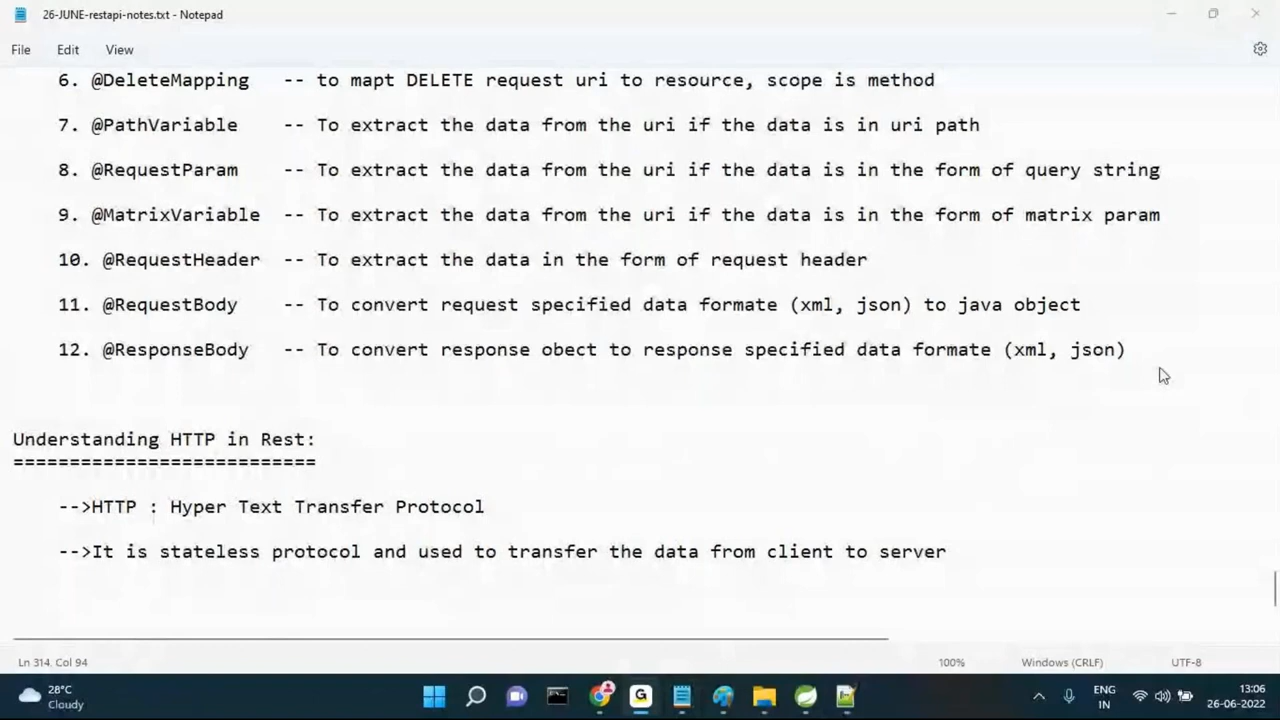 26-JUNE-restapi-notes.txt - Notepad
File Edit View
6. @DeleteMapping -- to mapt DELETE request uri to resource, scope is method
7. @PathVariable -- To extract the data from the uri if the data is in uri path
8. @RequestParam -- To extract the data from the uri if the data is in the form of query string
9. @MatrixVariable -- To extract the data from the uri if the data is in the form of matrix param
10. @RequestHeader -- To extract the data in the form of request header
11. @RequestBody -- To convert request specified data formate (xml, json) to java object
12. @ResponseBody -- To convert response obect to response specified data formate (xml, json)
Understanding HTTP in Rest:
===========================
-->HTTP : Hyper Text Transfer Protocol
-->It is stateless protocol and used to transfer the data from client to server
Ln 314, Col 94 100% Windows (CRLF) UTF-8
28°C
Cloudy
G
ENG
IN
13:06
26-06-2022